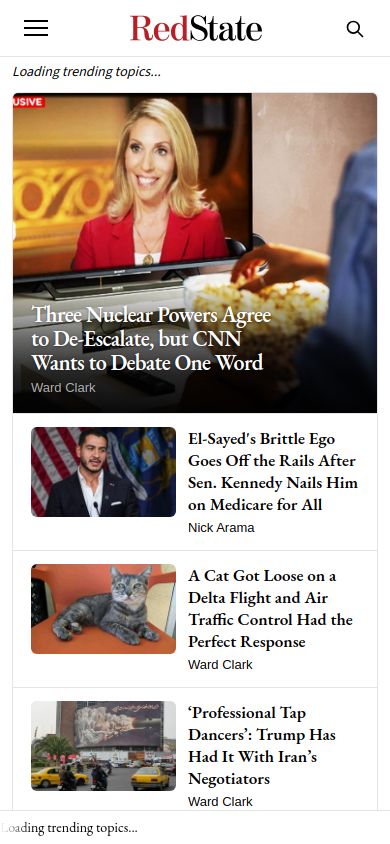 RedState
Loading trending topics...
USIVE
SONY
Three Nuclear Powers Agree
to De-Escalate, but CNN
Wants to Debate One Word
Ward Clark
El-Sayed's Brittle Ego
Goes Off the Rails After
Sen. Kennedy Nails Him
on Medicare for All
Nick Arama
A Cat Got Loose on a
Delta Flight and Air
Traffic Control Had the
Perfect Response
Ward Clark
‘Professional Tap
Dancers’: Trump Has
Had It With Iran’s
Negotiators
Ward Clark
Loading trending topics...